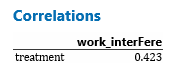 Correlations
work_interFere
treatment 0.423